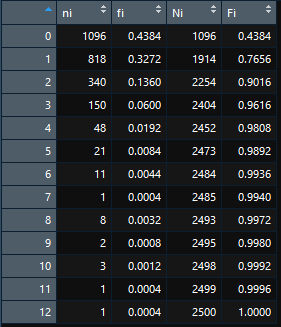 ni fi Ni Fi
0 1096 0.4384 1096 0.4384
1 818 0.3272 1914 0.7656
2 340 0.1360 2254 0.9016
3 150 0.0600 2404 0.9616
4 48 0.0192 2452 0.9808
5 21 0.0084 2473 0.9892
6 11 0.0044 2484 0.9936
7 1 0.0004 2485 0.9940
8 8 0.0032 2493 0.9972
9 2 0.0008 2495 0.9980
10 3 0.0012 2498 0.9992
11 1 0.0004 2499 0.9996
12 1 0.0004 2500 1.0000